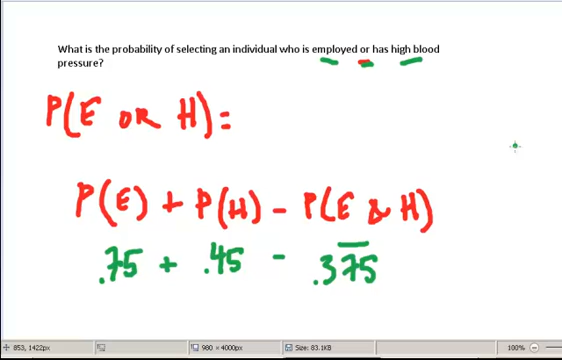 What is the probability of selecting an individual who is employed or has high blood
pressure?
P(E OR H) =
P(E) + P(H) - P(E & H)
.75 + .45 - .375
853, 1422px
980 × 4000px
Size: 83.1KB
100%